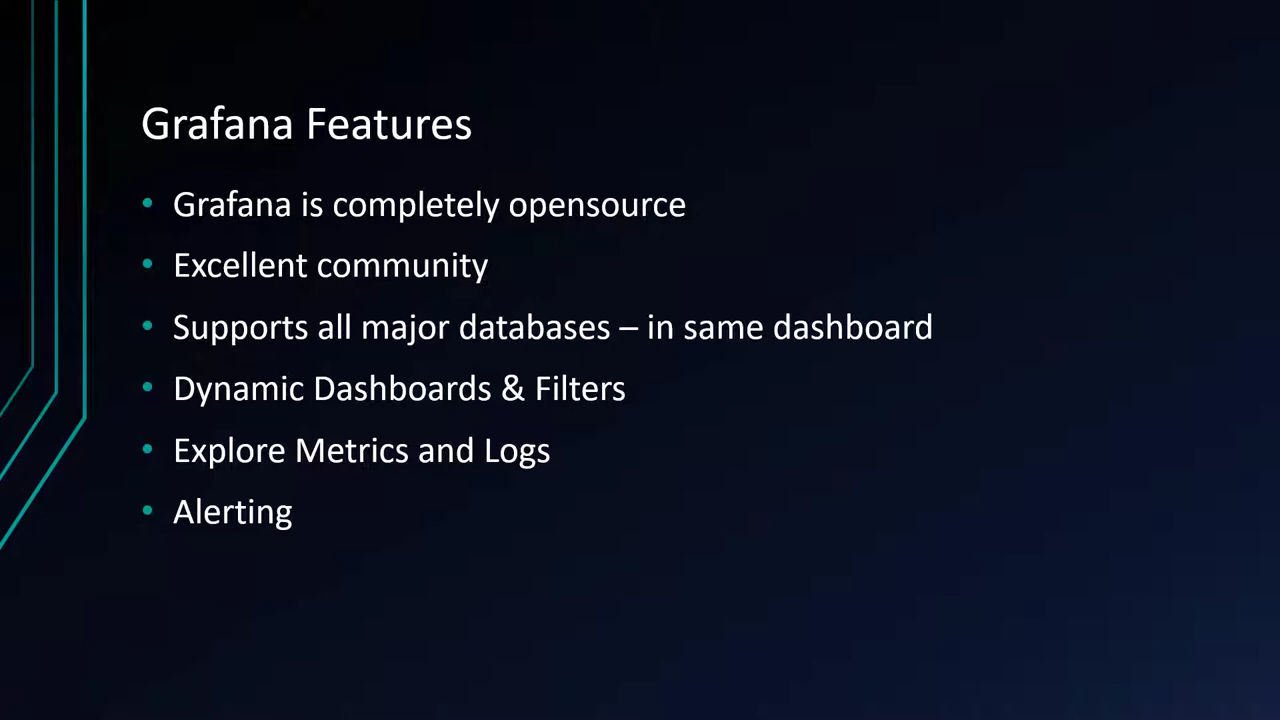 Grafana Features
• Grafana is completely opensource
• Excellent community
• Supports all major databases – in same dashboard
• Dynamic Dashboards & Filters
• Explore Metrics and Logs
• Alerting